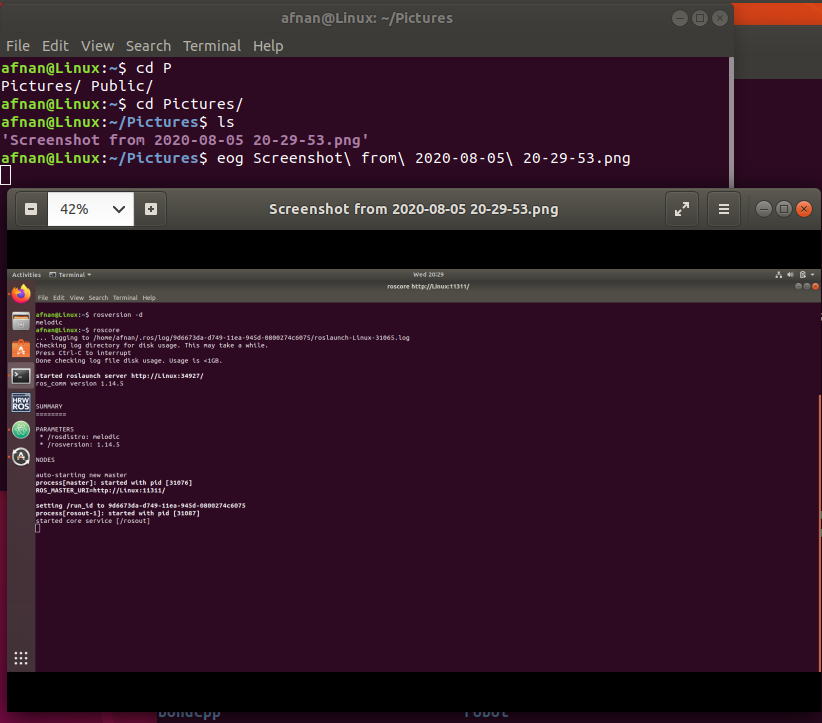 afnan@Linux: ~/Pictures
File Edit View Search Terminal Help
afnan@Linux:~$ cd P
Pictures/ Public/
afnan@Linux:~$ cd Pictures/
afnan@Linux:~/Pictures$ ls
'Screenshot from 2020-08-05 20-29-53.png'
afnan@Linux:~/Pictures$ eog Screenshot\ from\ 2020-08-05\ 20-29-53.png
42%
Screenshot from 2020-08-05 20-29-53.png
Activities Terminal Wed 20:29
roscore http://Linux:11311/
File Edit View Search Terminal Help
afnan@Linux:~$ rosversion -d
melodic
afnan@Linux:~$ roscore
... logging to /home/afnan/.ros/log/9d6673da-d749-11ea-945d-0800274c6075/roslaunch-Linux-31065.log
Checking log directory for disk usage. This may take a while.
Press Ctrl-C to interrupt
Done checking log file disk usage. Usage is <1GB.
started roslaunch server http://Linux:34927/
ros_comm version 1.14.5
SUMMARY
========
PARAMETERS
* /rosdistro: melodic
* /rosversion: 1.14.5
NODES
auto-starting new master
process[master]: started with pid [31076]
ROS_MASTER_URI=http://Linux:11311/
setting /run_id to 9d6673da-d749-11ea-945d-0800274c6075
process[rosout-1]: started with pid [31087]
started core service [/rosout]
HRW
ROS